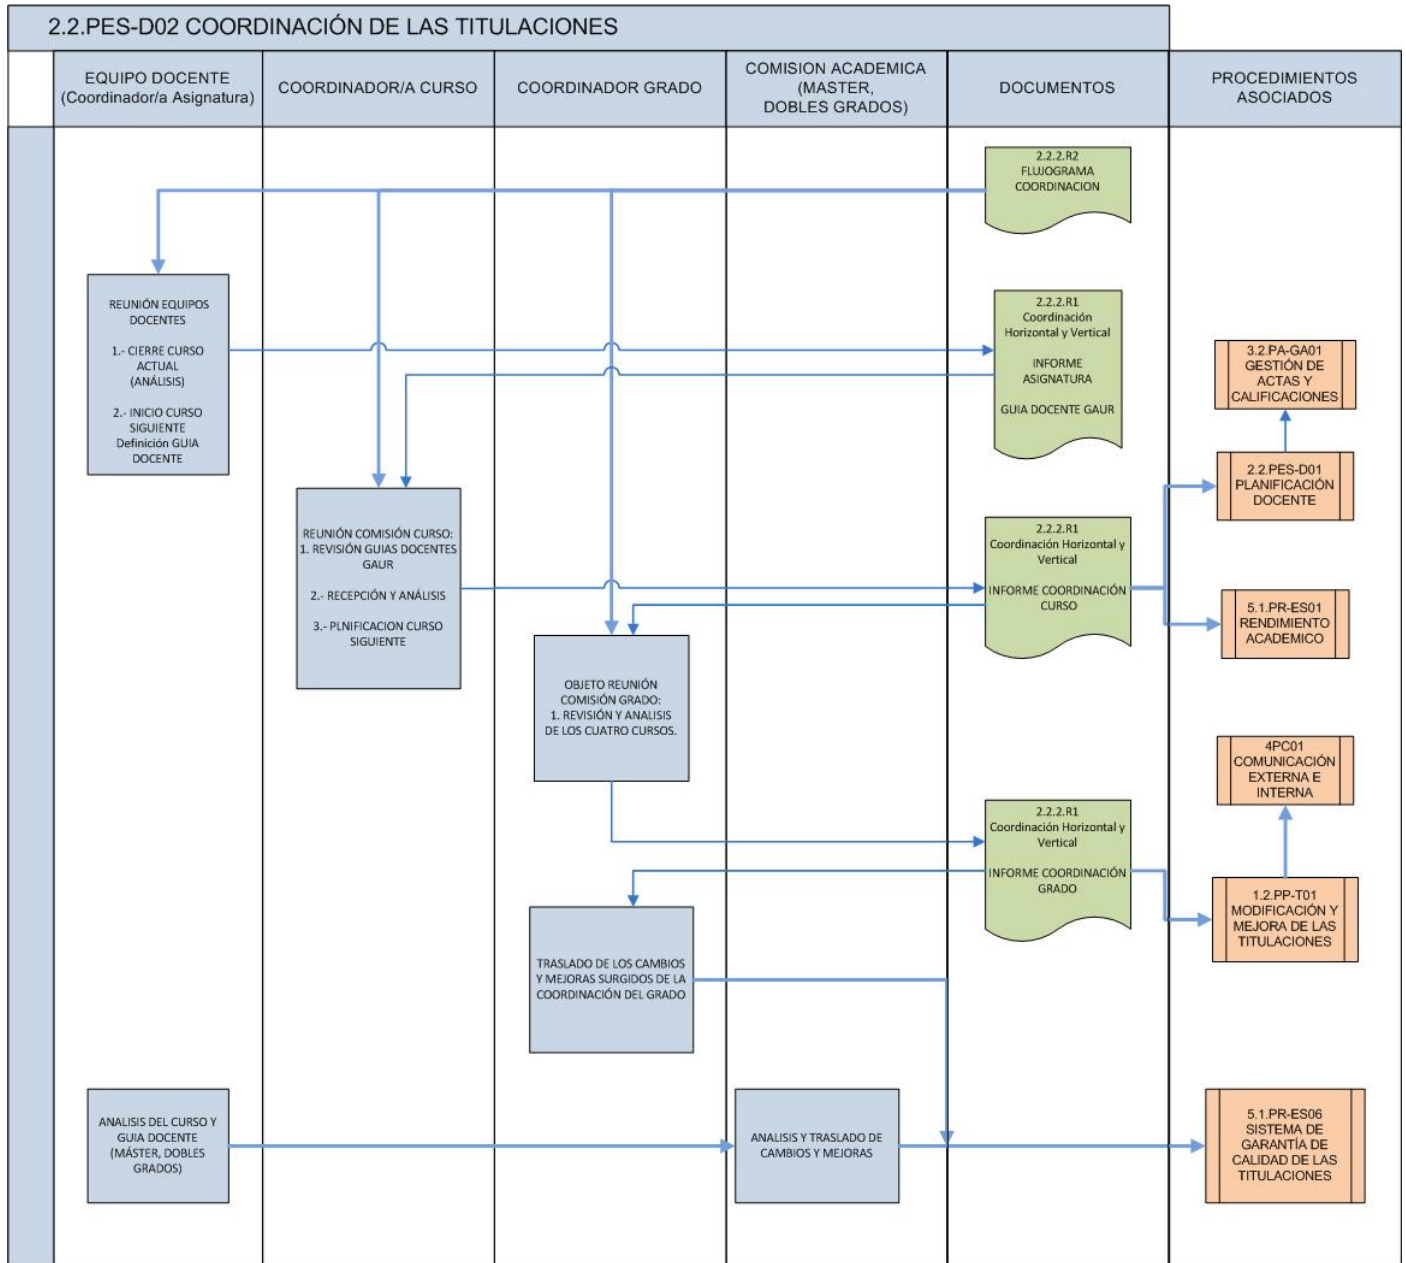 2.2.PES-D02 COORDINACIÓN DE LAS TITULACIONES
EQUIPO DOCENTE
(Coordinador/a Asignatura)
COORDINADOR/A CURSO
COORDINADOR GRADO
COMISION ACADEMICA
(MASTER,
DOBLES GRADOS)
DOCUMENTOS
PROCEDIMIENTOS
ASOCIADOS
2.2.2.R2
FLUJOGRAMA
COORDINACION
REUNIÓN EQUIPOS
DOCENTES
1.- CIERRE CURSO
ACTUAL
(ANÁLISIS)
2.- INICIO CURSO
SIGUIENTE
Definición GUIA
DOCENTE
2.2.2.R1
Coordinación
Horizontal y Vertical
INFORME
ASIGNATURA
GUIA DOCENTE GAUR
3.2.PA-GA01
GESTIÓN DE
ACTAS Y
CALIFICACIONES
2.2.PES-D01
PLANIFICACIÓN
DOCENTE
REUNIÓN COMISIÓN CURSO:
1. REVISIÓN GUIAS DOCENTES
GAUR
2.- RECEPCIÓN Y ANÁLISIS
3.- PLNIFICACION CURSO
SIGUIENTE
2.2.2.R1
Coordinación Horizontal y
Vertical
INFORME COORDINACIÓN
CURSO
5.1.PR-ES01
RENDIMIENTO
ACADEMICO
OBJETO REUNIÓN
COMISIÓN GRADO:
1. REVISIÓN Y ANALISIS
DE LOS CUATRO CURSOS.
4PC01
COMUNICACIÓN
EXTERNA E
INTERNA
2.2.2.R1
Coordinación Horizontal y
Vertical
INFORME COORDINACIÓN
GRADO
1.2.PP-T01
MODIFICACIÓN Y
MEJORA DE LAS
TITULACIONES
TRASLADO DE LOS CAMBIOS
Y MEJORAS SURGIDOS DE LA
COORDINACIÓN DEL GRADO
ANALISIS DEL CURSO Y
GUIA DOCENTE
(MÁSTER, DOBLES
GRADOS)
ANALISIS Y TRASLADO DE
CAMBIOS Y MEJORAS
5.1.PR-ES06
SISTEMA DE
GARANTÍA DE
CALIDAD DE LAS
TITULACIONES